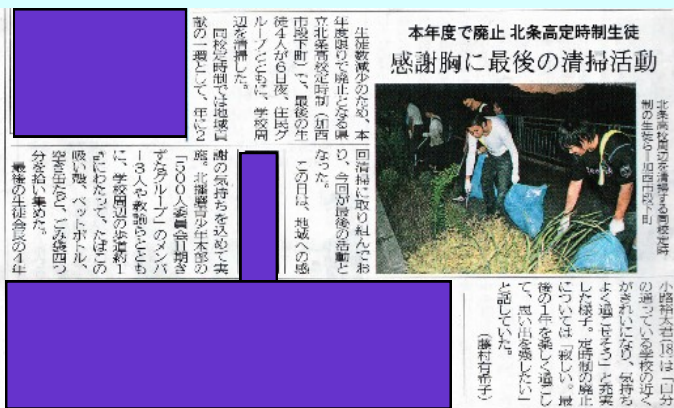 本年度で廃止 北条高定時制生徒
感謝胸に最後の清掃活動
北条高周辺を清掃する同校定時
制の生徒ら＝加西市段下町
生徒数減少のため、本
年度限りで廃止となる県
立北条高校定時制（加西
市段下町）で、最後の生
徒４人が６日夜、住民グ
ループとともに、学校周
辺を清掃した。
同校定時制では地域貢
献の一環として、年に２
回清掃に取り組んでお
り、今回が最後の活動と
なった。
この日は、地域への感
謝の気持ちを込めて実
施。北播磨青少年本部の
「５００人委員会11期き
ずなグループ」のメンバ
ー３人や教諭らととも
に、学校周辺の歩道約１
㌔にわたって、たばこの
吸い殻、ペットボトル、
空き缶など、ごみ袋四つ
分を拾い集めた。
最後の生徒会長の４年
小路裕太君(18)は「自分
の通っている学校の近く
がきれいになり、気持ち
よく過ごせそう」と充実
した様子。定時制の廃止
については「寂しい。最
後の１年を楽しく過ごし
て、思い出を残したい」
と話していた。
（藤村有希子）